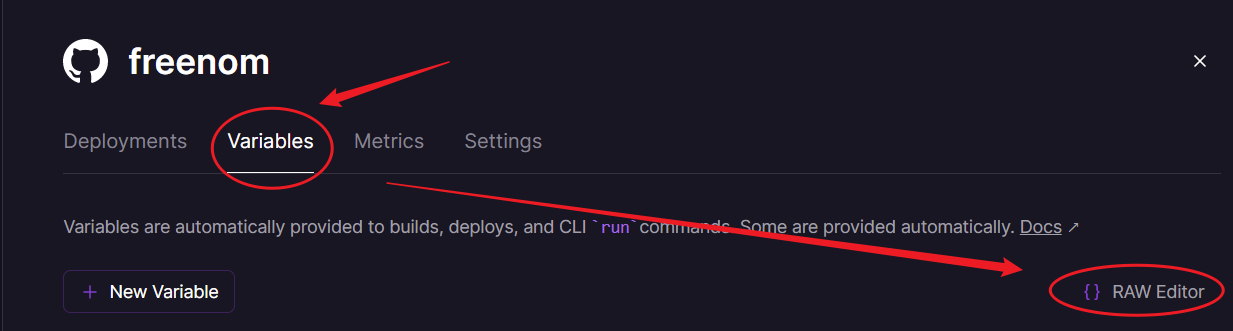 freenom
Deployments Variables Metrics Settings
Variables are automatically provided to builds, deploys, and CLI `run` commands. Some are provided automatically. Docs ↗
+ New Variable {} RAW Editor